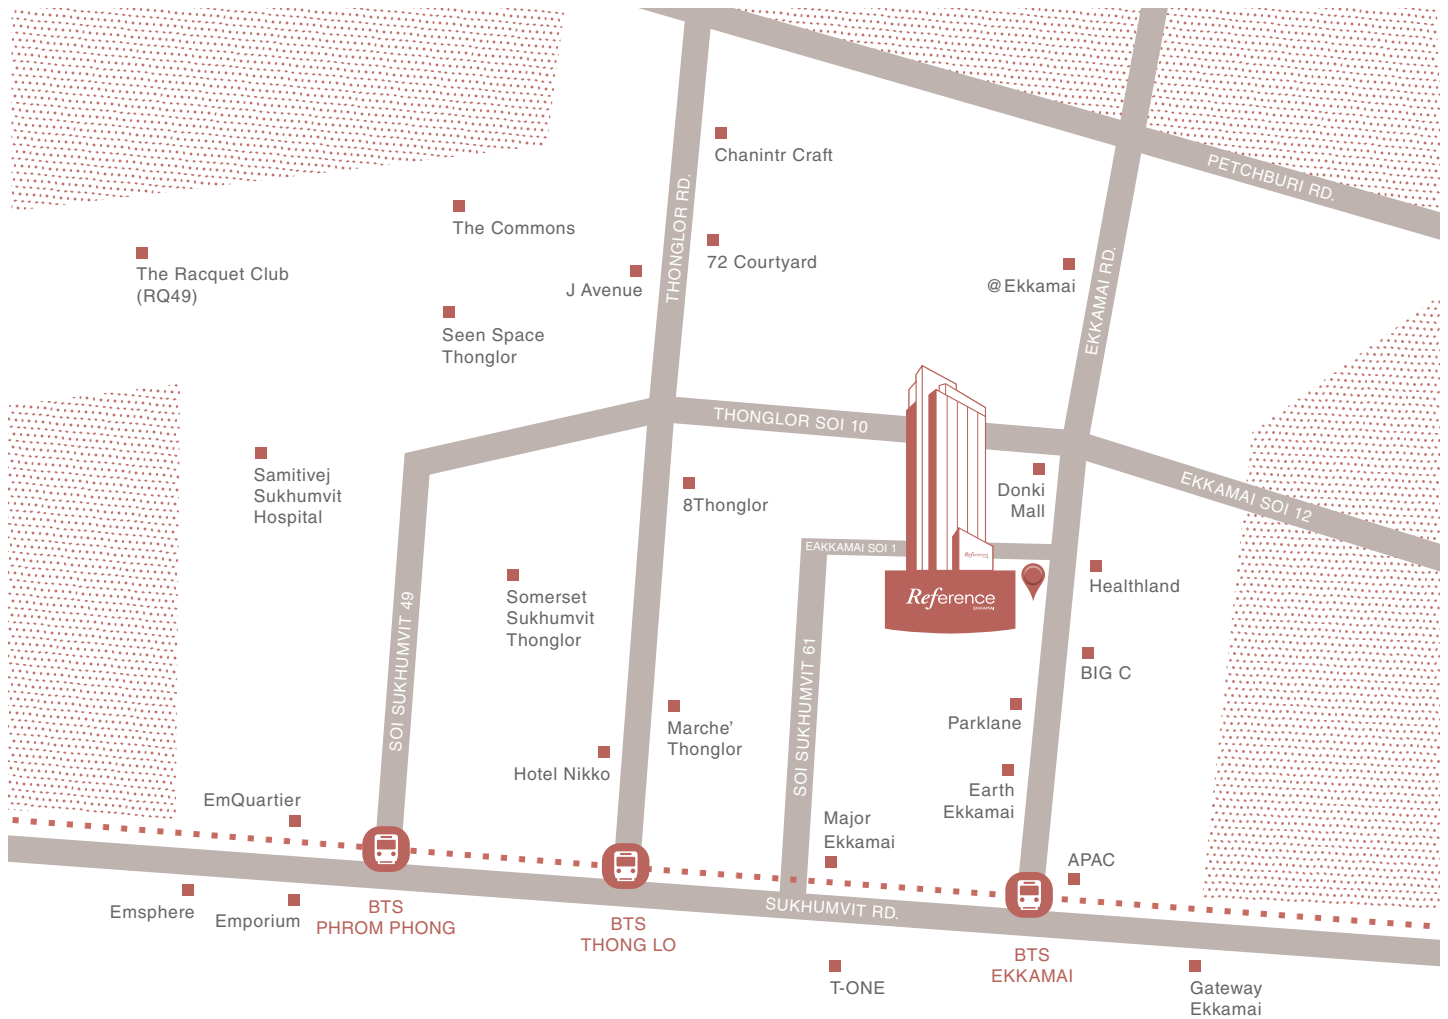 Chanintr Craft
PETCHBURI RD.
The Commons
THONGLOR RD.
72 Courtyard
The Racquet Club
(RQ49)
J Avenue
@Ekkamai
EKKAMAI RD.
Seen Space
Thonglor
THONGLOR SOI 10
Samitivej
Sukhumvit
Hospital
8Thonglor
Donki
Mall
EKKAMAI SOI 12
EAKKAMAI SOI 1
Reference
Healthland
Reference
EKKAMAI
Somerset
Sukhumvit
Thonglor
SOI SUKHUMVIT 49
SOI SUKHUMVIT 61
BIG C
Parklane
Marche’
Thonglor
Hotel Nikko
Earth
Ekkamai
EmQuartier
Major
Ekkamai
APAC
Emsphere
Emporium
BTS
PHROM PHONG
BTS
THONG LO
SUKHUMVIT RD.
BTS
EKKAMAI
T-ONE
Gateway
Ekkamai